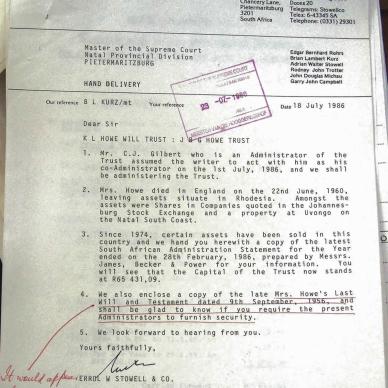 Chancery Lane,
Pietermaritzburg
3201
South Africa
Docex 20
Telegrams: Stowellco
Telex: 6-43345 SA
Telephone: (0331) 29301
Master of the Supreme Court
Natal Provincial Division
PIETERMARITZBURG
HAND DELIVERY
Edgar Bernhard Rohrs
Brian Lambert Kurz
Adrian Walter Stowell
Rodney John Trotter
John Douglas Michau
Garry John Campbell
Our reference B L KURZ/mt Your reference Date 18 July 1986
23 -07- 1986
Dear Sir
K L HOWE WILL TRUST : J B G HOWE TRUST
1. Mr. C.J. Gilbert who is an Administrator of the
Trust assumed the writer to act with him as his
co-Administrator on the 1st July, 1986, and we shall
be administering the Trust.
2. Mrs. Howe died in England on the 22nd June, 1960,
leaving assets situate in Rhodesia. Amongst the
assets were Shares in Companies quoted in the Johannes-
burg Stock Exchange and a property at Uvongo on
the Natal South Coast.
3. Since 1974, certain assets have been sold in this
country and we hand you herewith a copy of the latest
South African Administration Statement for the Year
ended on the 28th February, 1986, prepared by Messrs.
James, Becker & Power for your information. You
will see that the Capital of the Trust now stands
at R65 431,09.
4. We also enclose a copy of the late Mrs. Howe's Last
Will and Testament dated 9th September, 1956, and
shall be glad to know if you require the present
Administrators to furnish security.
5. We look forward to hearing from you.
Yours faithfully,
It would appear
ERROL W STOWELL & CO.